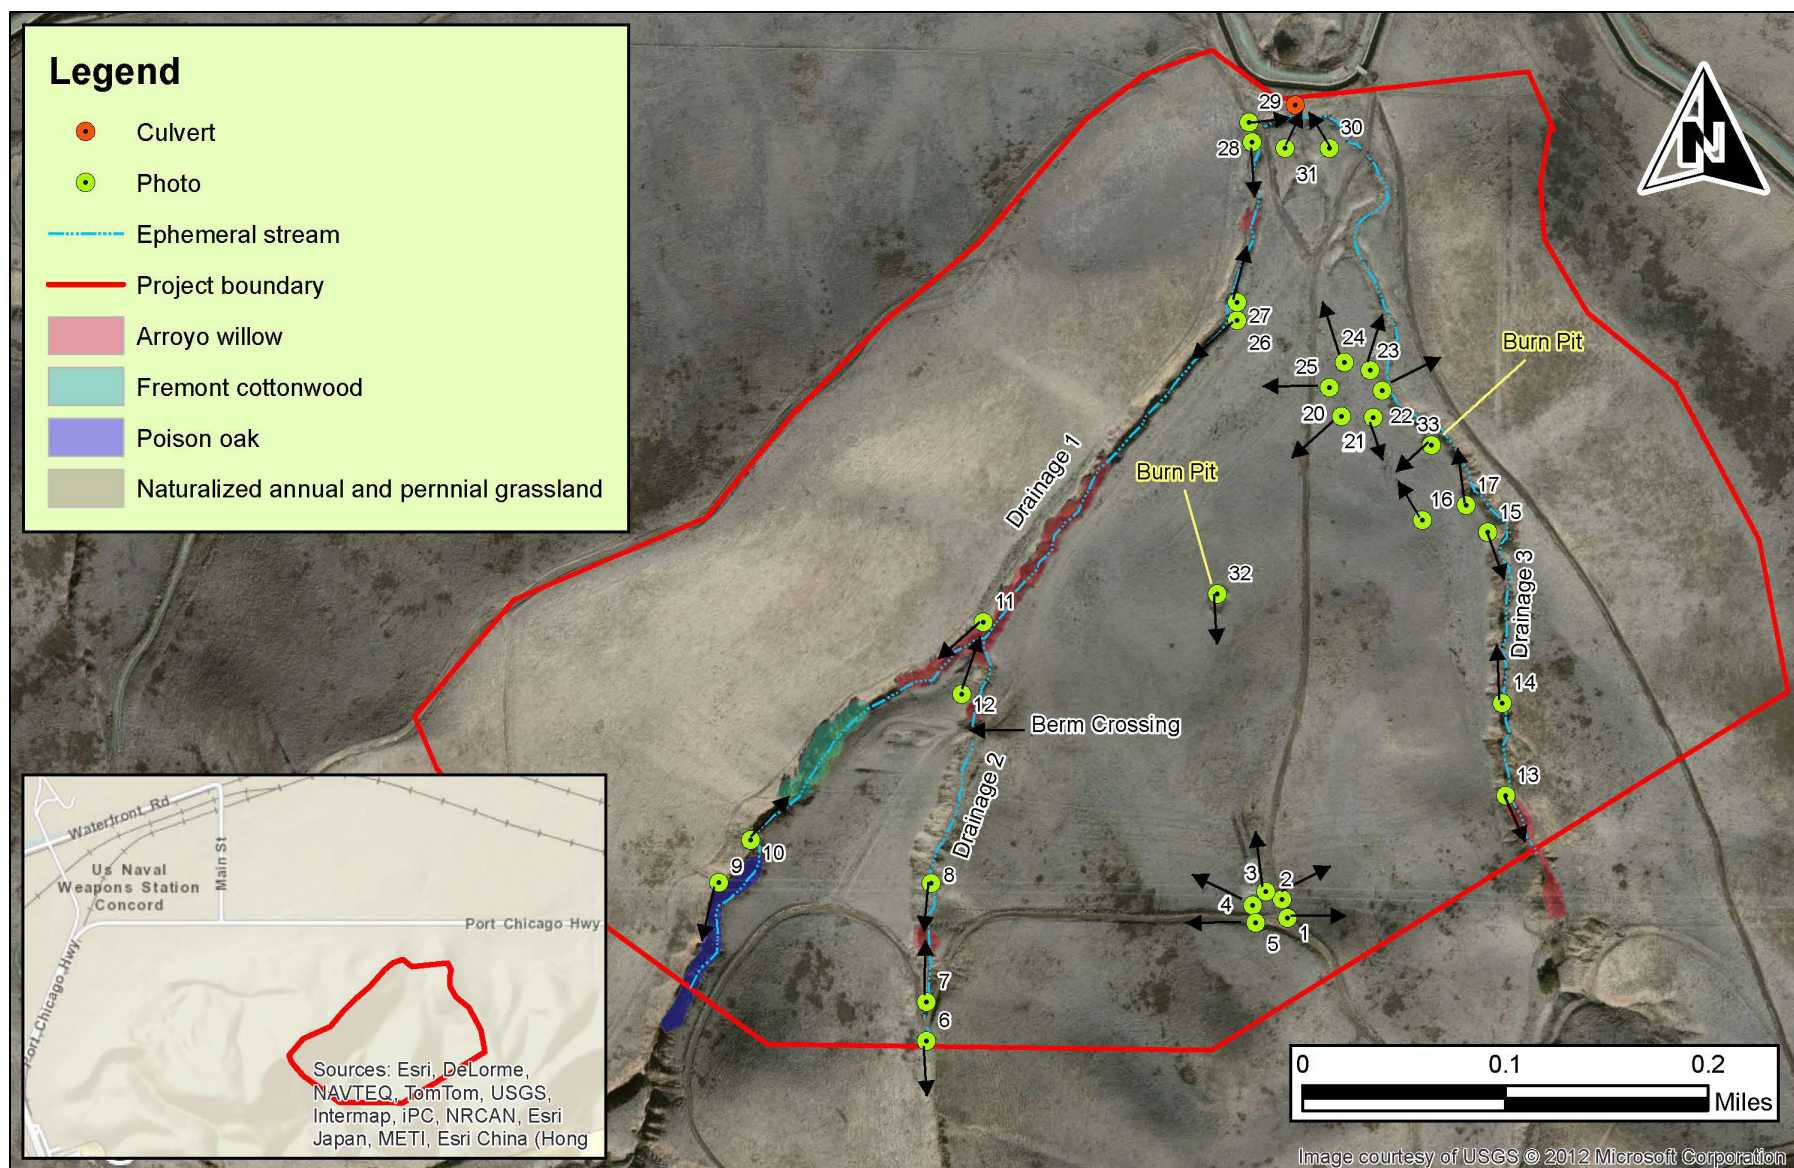 Legend
Culvert
Photo
Ephemeral stream
Project boundary
Arroyo willow
Fremont cottonwood
Poison oak
Naturalized annual and pernnial grassland
N
29
30
28
31
27
26
24
23
25
20
22
21
33
Burn Pit
17
16
15
Drainage 1
Burn Pit
32
Drainage 3
11
14
12
Berm Crossing
13
Drainage 2
10
9
8
3
2
4
1
5
7
6
Waterfront Rd
Main St
Us Naval
Weapons Station
Concord
Port Chicago Hwy
Port Chicago Hwy
Sources: Esri, DeLorme,
NAVTEQ, TomTom, USGS,
Intermap, iPC, NRCAN, Esri
Japan, METI, Esri China (Hong
0 0.1 0.2
Miles
Image courtesy of USGS © 2012 Microsoft Corporation